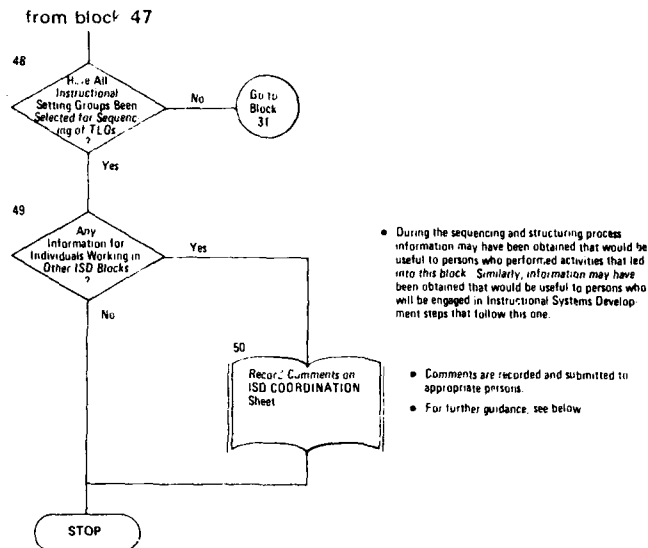 from block 47
48
Have All
Instructional
Setting Groups Been
Selected for Sequenc
ing of TLOs
?
No
Go to
Block
31
Yes
49
Any
Information for
Individuals Working in
Other ISD Blocks
?
Yes
No
• During the sequencing and structuring process
information may have been obtained that would be
useful to persons who performed activities that led
into this block Similarly, information may have
been obtained that would be useful to persons who
will be engaged in Instructional Systems Develop
ment steps that follow this one.
50
Record Comments on
ISD COORDINATION
Sheet
• Comments are recorded and submitted to
appropriate persons.
• For further guidance, see below
STOP